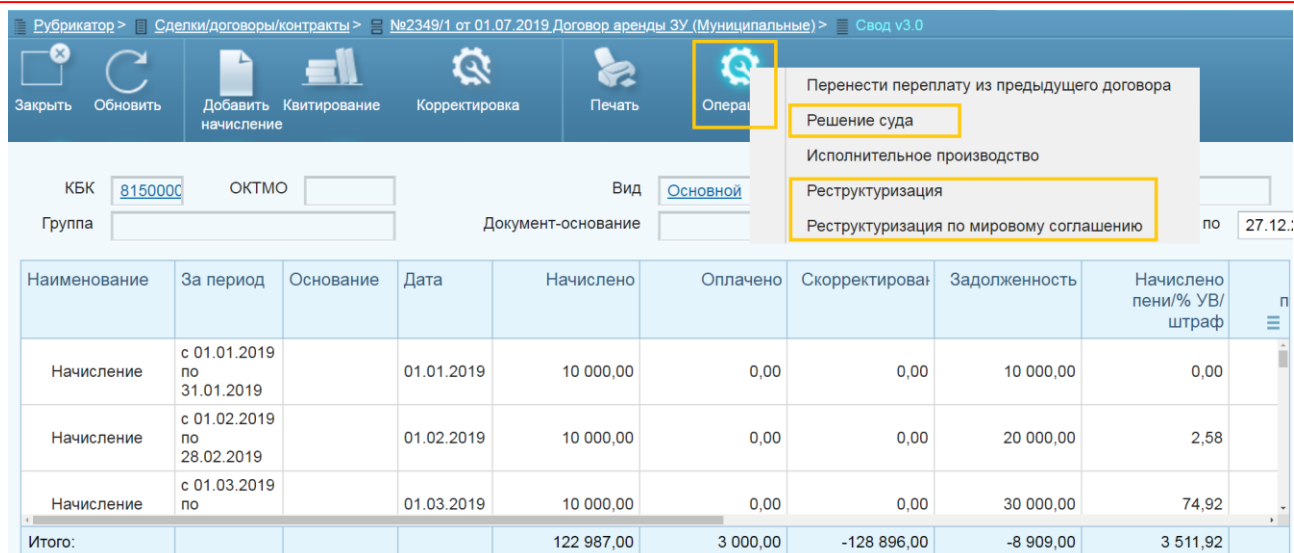 Рубрикатор > Сделки/договоры/контракты > №2349/1 от 01.07.2019 Договор аренды ЗУ (Муниципальные) > Свод v3.0
Закрыть Обновить Добавить Квитирование Корректировка Печать
начисление
Перенести переплату из предыдущего договора
Решение суда
Исполнительное производство
Реструктуризация
Реструктуризация по мировому соглашению
КБК 8150000 ОКТМО Вид Основной
Группа Документ-основание по 27.12.
Наименование За период Основание Дата Начислено Оплачено Скорректирован Задолженность Начислено
пени/% УВ/
штраф
с 01.01.2019
Начисление по 01.01.2019 10 000,00 0,00 0,00 10 000,00 0,00
31.01.2019
с 01.02.2019
Начисление по 01.02.2019 10 000,00 0,00 0,00 20 000,00 2,58
28.02.2019
с 01.03.2019
Начисление по 01.03.2019 10 000,00 0,00 0,00 30 000,00 74,92
Итого: 122 987,00 3 000,00 -128 896,00 -8 909,00 3 511,92